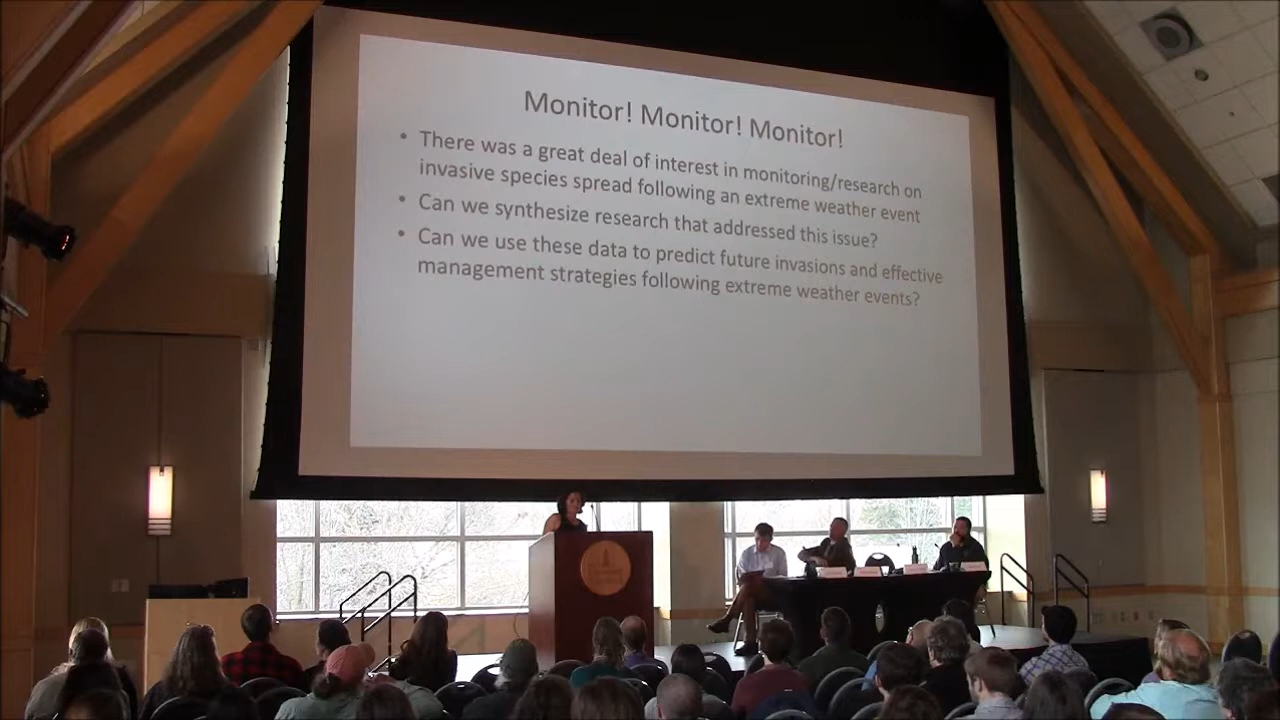 Monitor! Monitor! Monitor!
• There was a great deal of interest in monitoring/research on
invasive species spread following an extreme weather event
• Can we synthesize research that addressed this issue?
• Can we use these data to predict future invasions and effective
management strategies following extreme weather events?